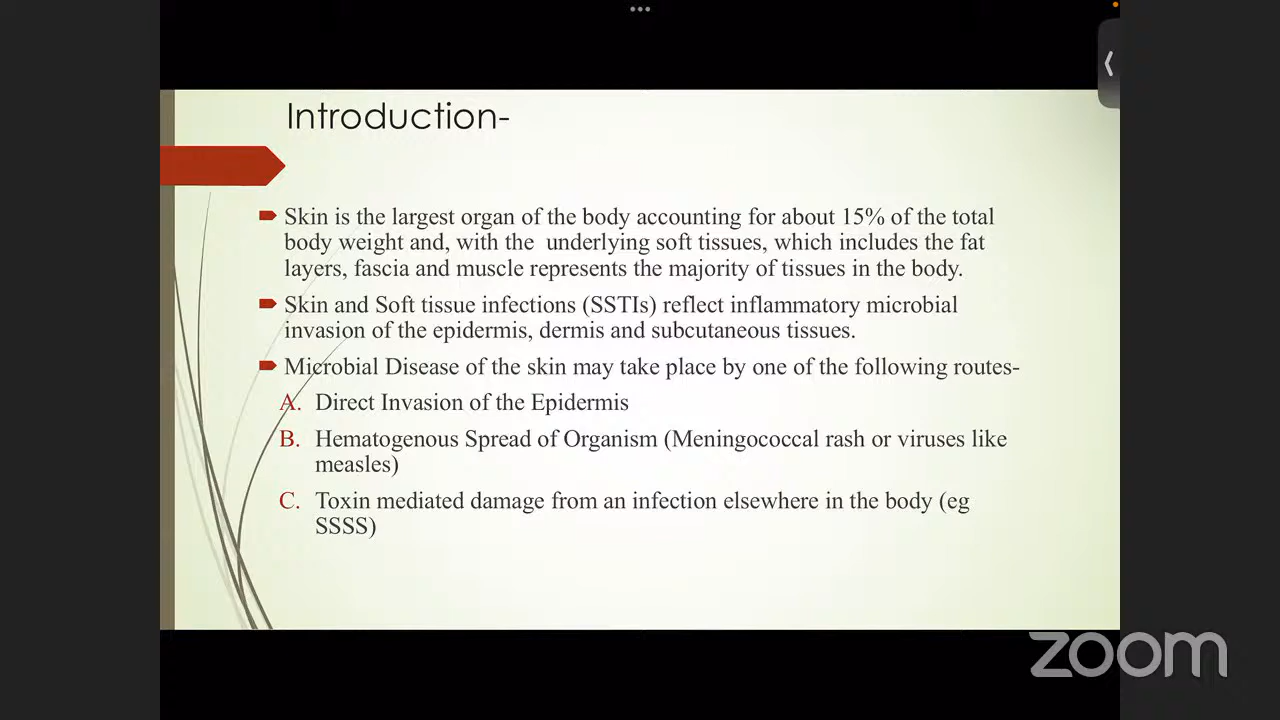 Introduction-
Skin is the largest organ of the body accounting for about 15% of the total
body weight and, with the underlying soft tissues, which includes the fat
layers, fascia and muscle represents the majority of tissues in the body.
Skin and Soft tissue infections (SSTIs) reflect inflammatory microbial
invasion of the epidermis, dermis and subcutaneous tissues.
Microbial Disease of the skin may take place by one of the following routes-
A. Direct Invasion of the Epidermis
B. Hematogenous Spread of Organism (Meningococcal rash or viruses like
measles)
C. Toxin mediated damage from an infection elsewhere in the body (eg
SSSS)
zoom